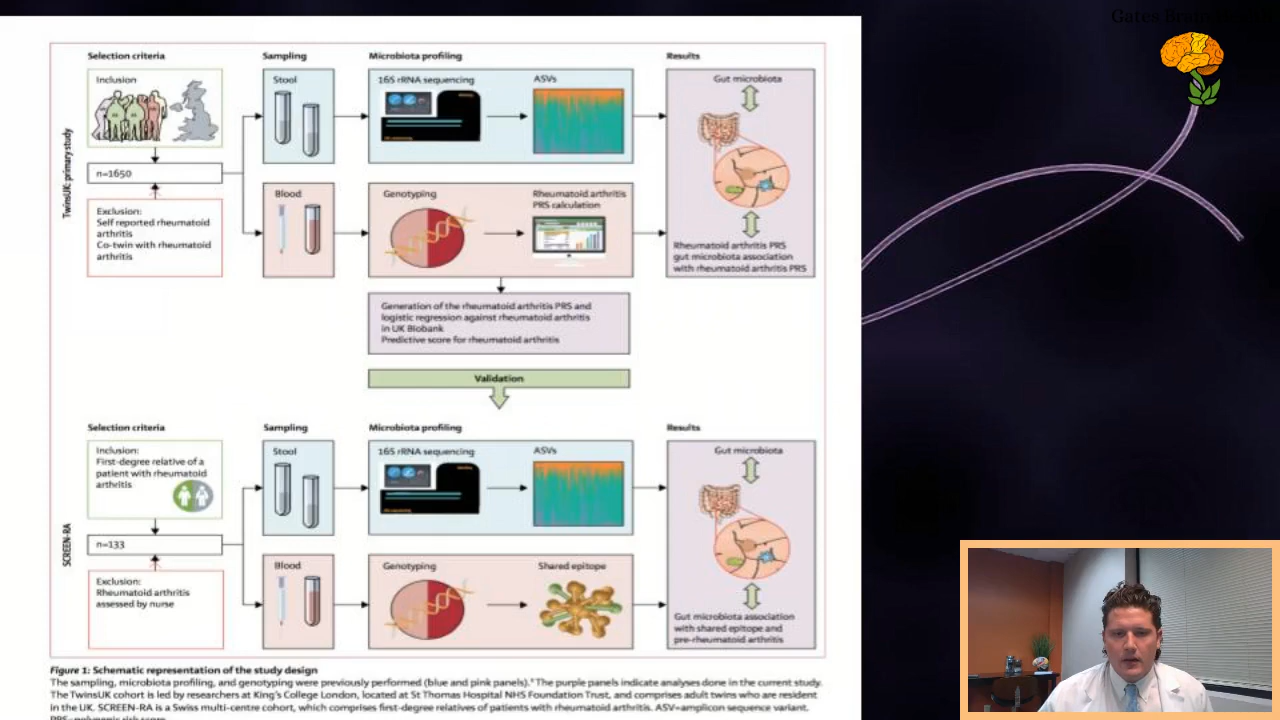 Gates Brain
Selection criteria
Sampling
Microbiota profiling
Results
TwinsUK: primary study
Inclusion
n=1650
Exclusion:
Self reported rheumatoid
arthritis
Co-twin with rheumatoid
arthritis
Stool
Blood
16S rRNA sequencing
ASVs
Genotyping
Rheumatoid arthritis
PRS calculation
Gut microbiota
Rheumatoid arthritis PRS
gut microbiota association
with rheumatoid arthritis PRS
Generation of the rheumatoid arthritis PRS and
logistic regression against rheumatoid arthritis
in UK Biobank
Predictive score for rheumatoid arthritis
Validation
Selection criteria
Sampling
Microbiota profiling
Results
SCREEN-RA
Inclusion:
First-degree relative of a
patient with rheumatoid
arthritis
n=133
Exclusion:
Rheumatoid arthritis
assessed by nurse
Stool
Blood
16S rRNA sequencing
ASVs
Genotyping
Shared epitope
Gut microbiota
Gut microbiota association
with shared epitope and
pre-rheumatoid arthritis
Figure 1: Schematic representation of the study design
The sampling, microbiota profiling, and genotyping were previously performed (blue and pink panels). The purple panels indicate analyses done in the current study.
The TwinsUK cohort is led by researchers at King's College London, located at St Thomas Hospital NHS Foundation Trust, and comprises adult twins who are resident
in the UK. SCREEN-RA is a Swiss multi-centre cohort, which comprises first-degree relatives of patients with rheumatoid arthritis. ASV=amplicon sequence variant.
PRS=polygenic risk score.